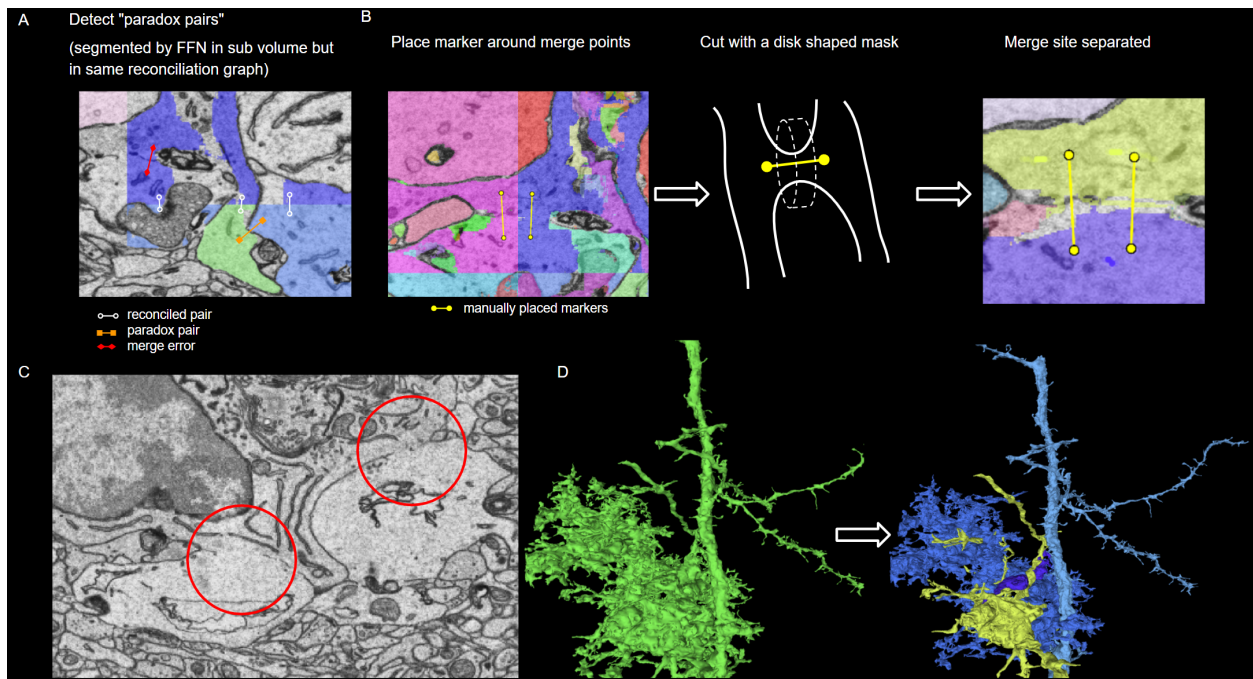 A
Detect "paradox pairs"
(segmented by FFN in sub volume but
in same reconciliation graph)
reconciled pair
paradox pair
merge error
B
Place marker around merge points
Cut with a disk shaped mask
Merge site separated
manually placed markers
C
D